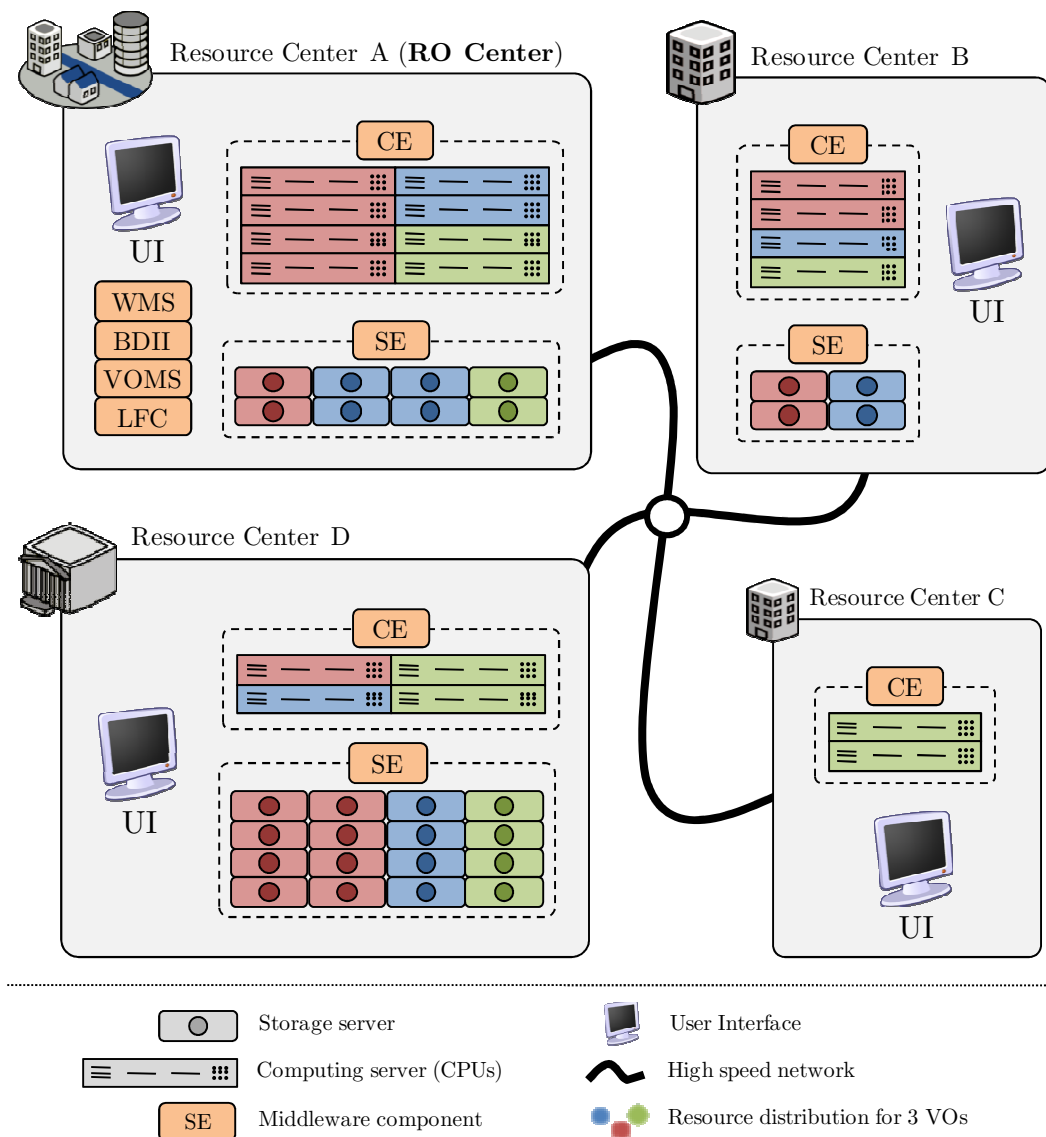 Resource Center A (RO Center)
Resource Center B
CE
UI
WMS
BDII
VOMS
LFC
SE
CE
UI
SE
Resource Center D
CE
UI
SE
Resource Center C
CE
UI
Storage server
User Interface
Computing server (CPUs)
High speed network
SE
Middleware component
Resource distribution for 3 VOs